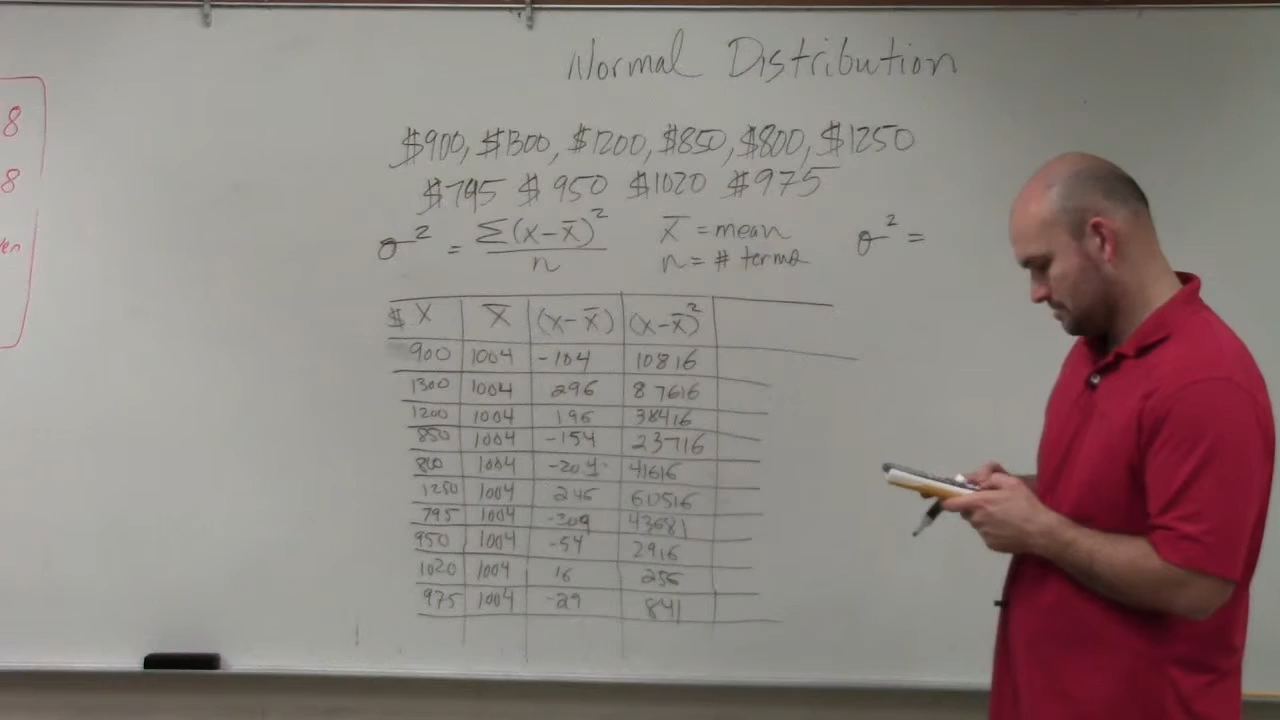 Normal Distribution
$900, $1300, $1200, $850, $800, $1250
$795 $950 $1020 $975
σ² = Σ(x-x̄)² / n
x̄ = mean
n = # terms
σ² =
$ X x̄ (x-x̄) (x-x̄)²
900 1004 -104 10816
1300 1004 296 87616
1200 1004 196 38416
850 1004 -154 23716
800 1004 -204 41616
1250 1004 246 60516
795 1004 -209 43681
950 1004 -54 2916
1020 1004 16 256
975 1004 -29 841
8
8